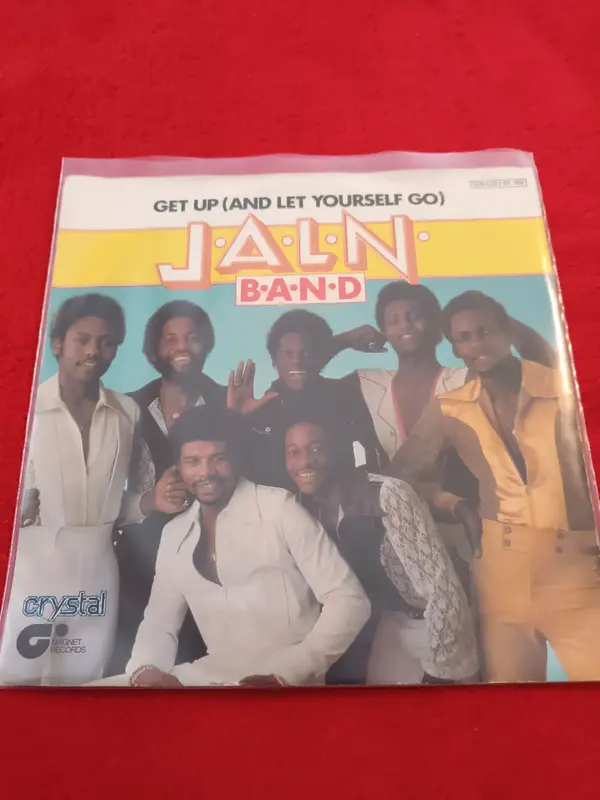 GET UP (AND LET YOURSELF GO)
J·A·L·N·
B·A·N·D
crystal
MAGNET
RECORDS